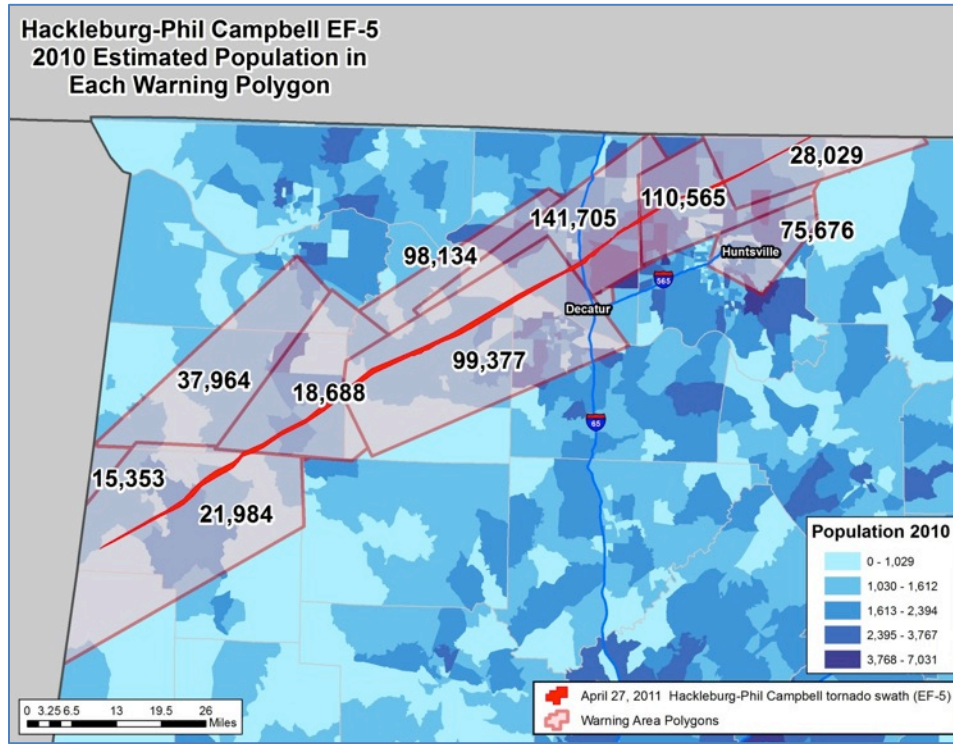 Hackleburg-Phil Campbell EF-5
2010 Estimated Population in
Each Warning Polygon
28,029
110,565
141,705
75,676
98,134
Huntsville
565
Decatur
99,377
37,964
18,688
65
15,353
21,984
Population 2010
0 - 1,029
1,030 - 1,612
1,613 - 2,394
2,395 - 3,767
3,768 - 7,031
0 3.25 6.5 13 19.5 26
Miles
April 27, 2011 Hackleburg-Phil Campbell tornado swath (EF-5)
Warning Area Polygons